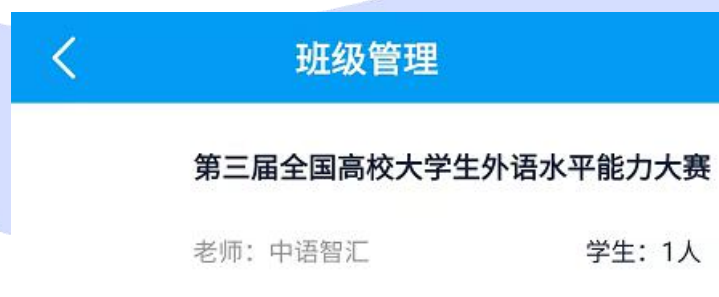 班级管理
第三届全国高校大学生外语水平能力大赛
老师：中语智汇 学生：1人